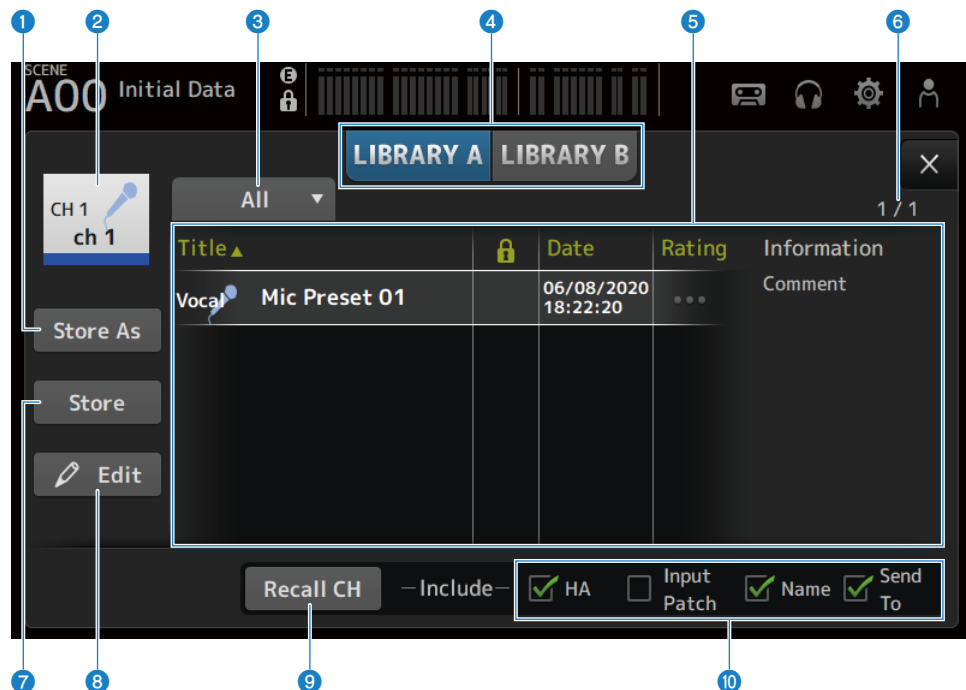 1 2 3 4 5 6
SCENE
A00 Initial Data
E
LIBRARY A LIBRARY B
All
1 / 1
CH 1
ch 1
Title Date Rating Information
Vocal Mic Preset 01 06/08/2020
18:22:20
Comment
Store As
Store
Edit
Recall CH Include HA Input
Patch Name Send
To
7 8 9 10